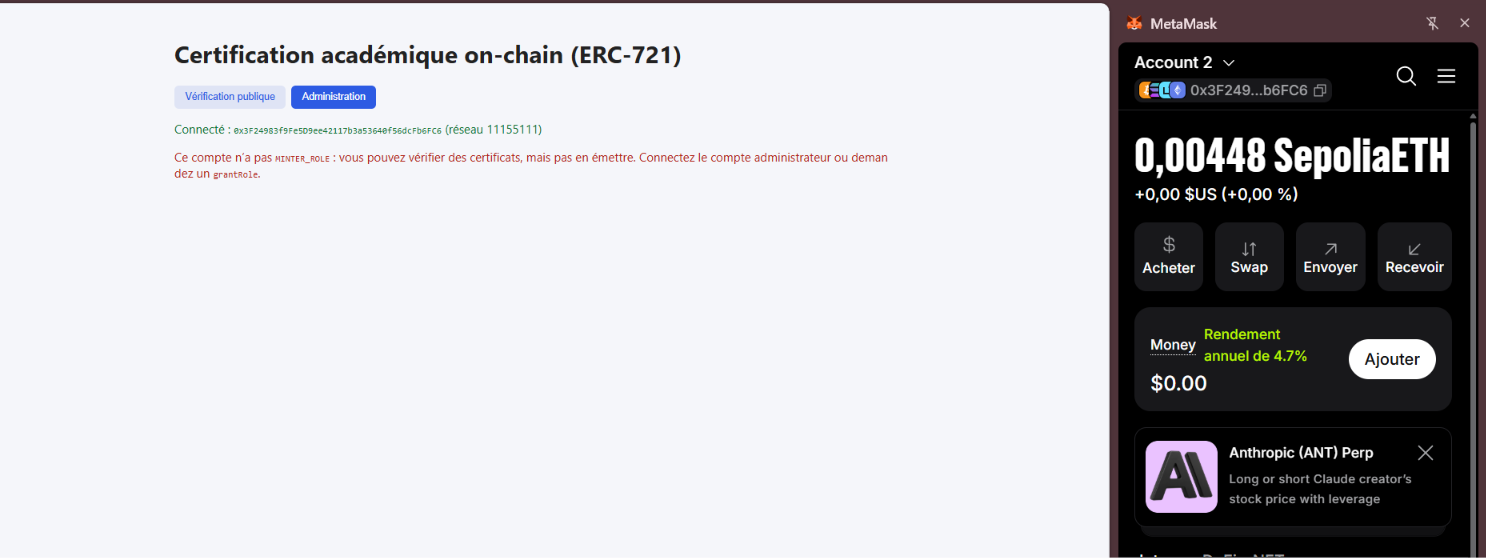 MetaMask
Certification académique on-chain (ERC-721)
Vérification publique
Administration
Connecté : 0x3F24983f9Fe5D9ee42117b3a53640f56dcFb6FC6 (réseau 11155111)
Ce compte n'a pas MINTER_ROLE : vous pouvez vérifier des certificats, mais pas en émettre. Connectez le compte administrateur ou deman
dez un grantRole.
Account 2
0x3F249...b6FC6
0,00448 SepoliaETH
+0,00 $US (+0,00 %)
Acheter
Swap
Envoyer
Recevoir
Money
Rendement
annuel de 4.7%
$0.00
Ajouter
Anthropic (ANT) Perp
Long or short Claude creator's
stock price with leverage